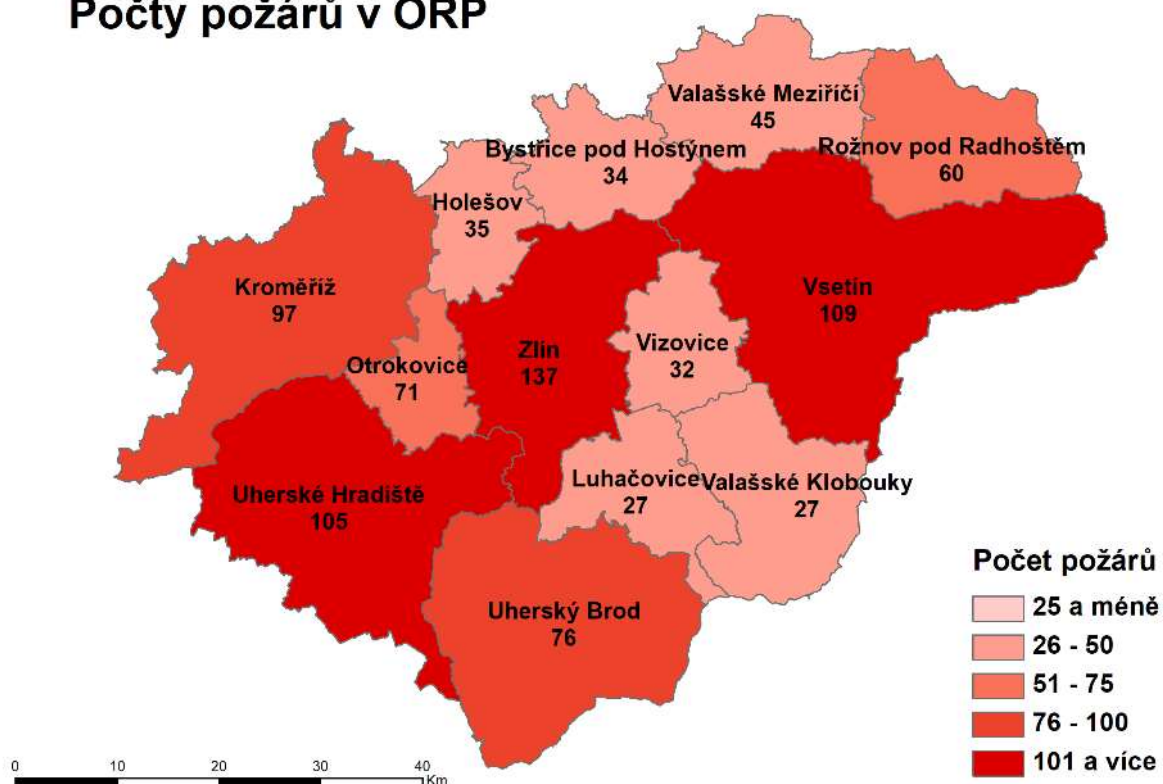 Počty požárů v ORP
Valašské Meziříčí
45
Bystřice pod Hostýnem
34
Rožnov pod Radhoštěm
60
Holešov
35
Kroměříž
97
Vsetín
109
Zlín
137
Vizovice
32
Otrokovice
71
Luhačovice
27
Valašské Klobouky
27
Uherské Hradiště
105
Uherský Brod
76
Počet požárů
25 a méně
26 - 50
51 - 75
76 - 100
101 a více
0 10 20 30 40
Km